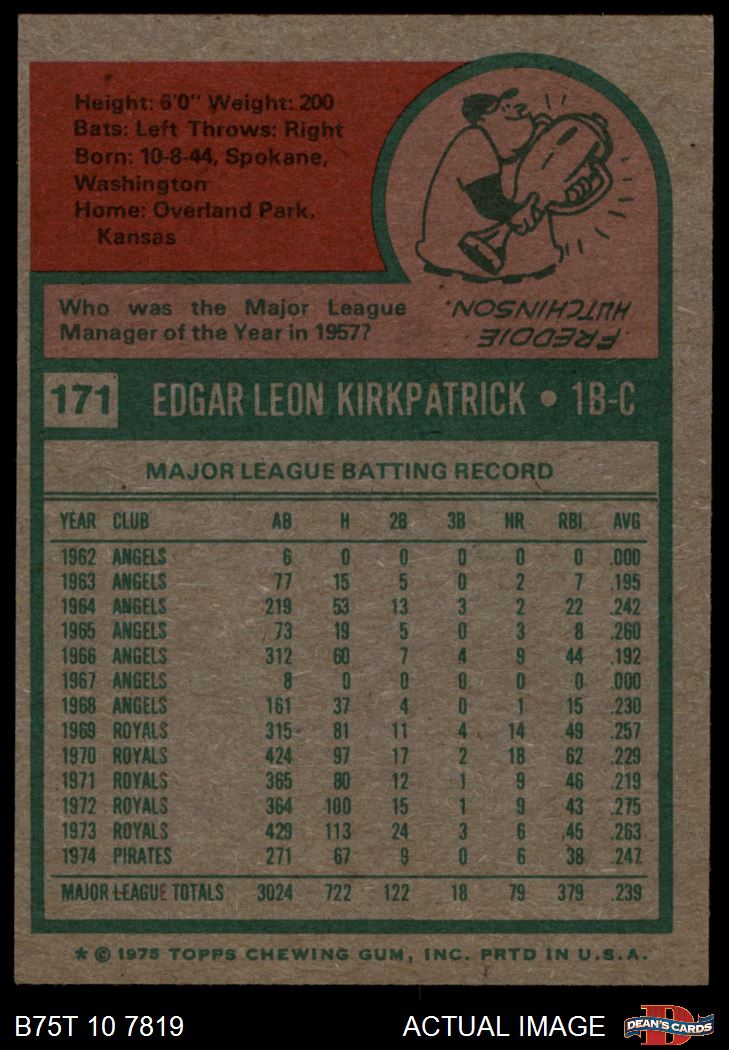 Height: 6'0" Weight: 200
Bats: Left Throws: Right
Born: 10-8-44, Spokane,
Washington
Home: Overland Park,
Kansas
Who was the Major League
Manager of the Year in 1957?
FREDDIE
HUTCHINSON.
171 EDGAR LEON KIRKPATRICK • 1B-C
MAJOR LEAGUE BATTING RECORD
YEAR CLUB AB H 2B 3B HR RBI AVG
1962 ANGELS 6 0 0 0 0 0 .000
1963 ANGELS 77 15 5 0 2 7 .195
1964 ANGELS 219 53 13 3 2 22 .242
1965 ANGELS 73 19 5 0 3 8 .260
1966 ANGELS 312 60 7 4 9 44 .192
1967 ANGELS 8 0 0 0 0 0 .000
1968 ANGELS 161 37 4 0 1 15 .230
1969 ROYALS 315 81 11 4 14 49 .257
1970 ROYALS 424 97 17 2 18 62 .229
1971 ROYALS 365 80 12 1 9 46 .219
1972 ROYALS 364 100 15 1 9 43 .275
1973 ROYALS 429 113 24 3 6 45 .263
1974 PIRATES 271 67 9 0 6 38 .247
MAJOR LEAGUE TOTALS 3024 722 122 18 79 379 .239
* © 1975 TOPPS CHEWING GUM, INC. PRTD IN U.S.A.
B75T 10 7819 ACTUAL IMAGE DEAN'S CARDS